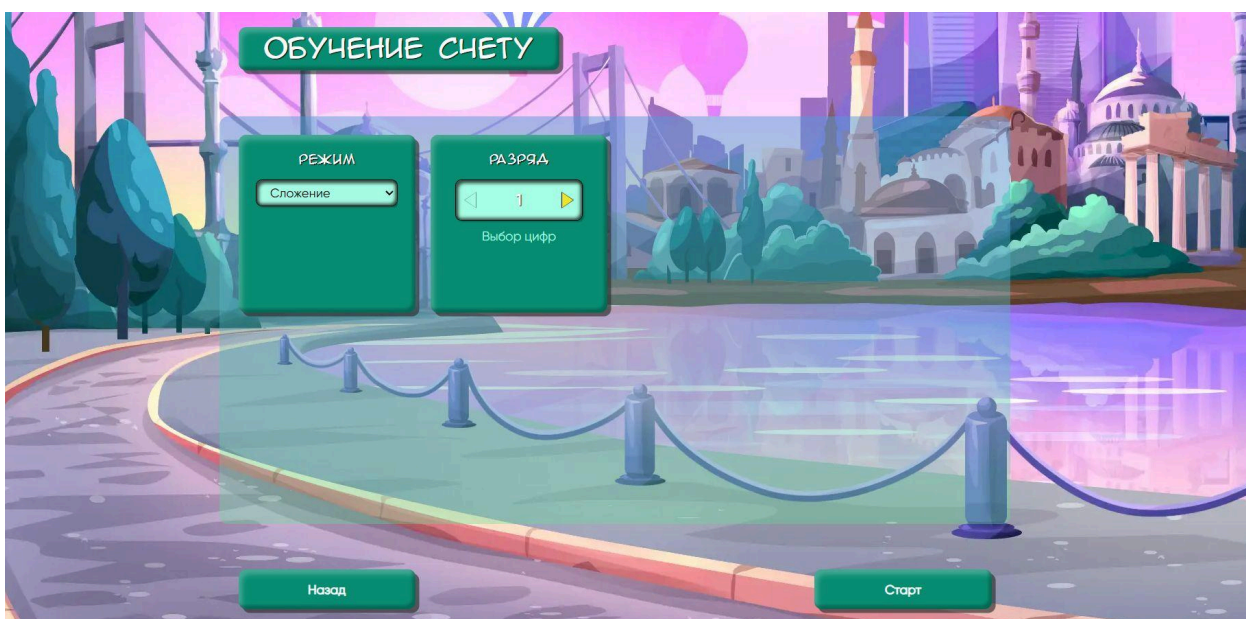 ОБУЧЕНИЕ СЧЕТУ
РЕЖИМ
Сложение
РАЗРЯД
1
Выбор цифр
Назад
Старт